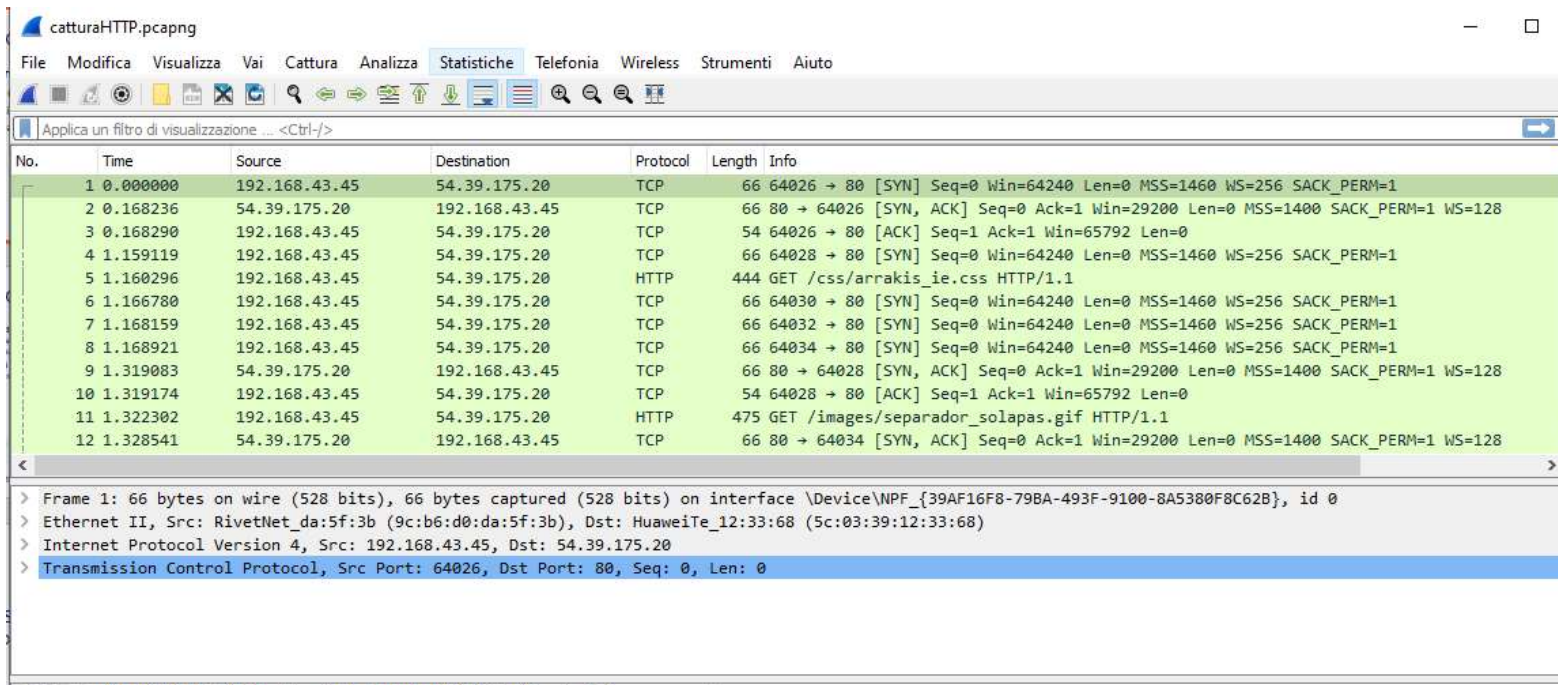 catturaHTTP.pcapng
File Modifica Visualizza Vai Cattura Analizza Statistiche Telefonia Wireless Strumenti Aiuto
Applica un filtro di visualizzazione ... <Ctrl-/>
No. Time Source Destination Protocol Length Info
1 0.000000 192.168.43.45 54.39.175.20 TCP 66 64026 → 80 [SYN] Seq=0 Win=64240 Len=0 MSS=1460 WS=256 SACK_PERM=1
2 0.168236 54.39.175.20 192.168.43.45 TCP 66 80 → 64026 [SYN, ACK] Seq=0 Ack=1 Win=29200 Len=0 MSS=1400 SACK_PERM=1 WS=128
3 0.168290 192.168.43.45 54.39.175.20 TCP 54 64026 → 80 [ACK] Seq=1 Ack=1 Win=65792 Len=0
4 1.159119 192.168.43.45 54.39.175.20 TCP 66 64028 → 80 [SYN] Seq=0 Win=64240 Len=0 MSS=1460 WS=256 SACK_PERM=1
5 1.160296 192.168.43.45 54.39.175.20 HTTP 444 GET /css/arrakis_ie.css HTTP/1.1
6 1.166780 192.168.43.45 54.39.175.20 TCP 66 64030 → 80 [SYN] Seq=0 Win=64240 Len=0 MSS=1460 WS=256 SACK_PERM=1
7 1.168159 192.168.43.45 54.39.175.20 TCP 66 64032 → 80 [SYN] Seq=0 Win=64240 Len=0 MSS=1460 WS=256 SACK_PERM=1
8 1.168921 192.168.43.45 54.39.175.20 TCP 66 64034 → 80 [SYN] Seq=0 Win=64240 Len=0 MSS=1460 WS=256 SACK_PERM=1
9 1.319083 54.39.175.20 192.168.43.45 TCP 66 80 → 64028 [SYN, ACK] Seq=0 Ack=1 Win=29200 Len=0 MSS=1400 SACK_PERM=1 WS=128
10 1.319174 192.168.43.45 54.39.175.20 TCP 54 64028 → 80 [ACK] Seq=1 Ack=1 Win=65792 Len=0
11 1.322302 192.168.43.45 54.39.175.20 HTTP 475 GET /images/separador_solapas.gif HTTP/1.1
12 1.328541 54.39.175.20 192.168.43.45 TCP 66 80 → 64034 [SYN, ACK] Seq=0 Ack=1 Win=29200 Len=0 MSS=1400 SACK_PERM=1 WS=128
Frame 1: 66 bytes on wire (528 bits), 66 bytes captured (528 bits) on interface \Device\NPF_{39AF16F8-79BA-493F-9100-8A5380F8C62B}, id 0
Ethernet II, Src: RivetNet_da:5f:3b (9c:b6:d0:da:5f:3b), Dst: HuaweiTe_12:33:68 (5c:03:39:12:33:68)
Internet Protocol Version 4, Src: 192.168.43.45, Dst: 54.39.175.20
Transmission Control Protocol, Src Port: 64026, Dst Port: 80, Seq: 0, Len: 0